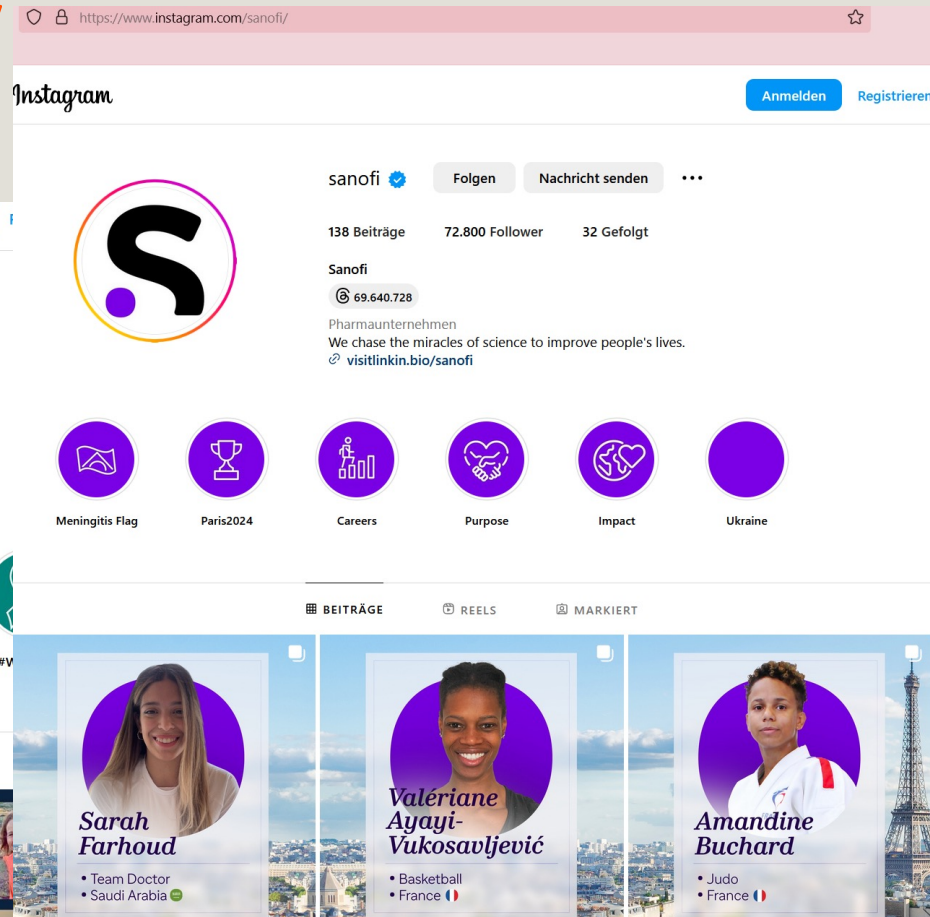 https://www.instagram.com/sanofi/
Instagram
Anmelden
Registrieren
sanofi
Folgen
Nachricht senden
138 Beiträge
72.800 Follower
32 Gefolgt
Sanofi
69.640.728
Pharmaunternehmen
We chase the miracles of science to improve people's lives.
visitlinkin.bio/sanofi
Meningitis Flag
Paris2024
Careers
Purpose
Impact
Ukraine
BEITRÄGE
REELS
MARKIERT
Sarah
Farhoud
• Team Doctor
• Saudi Arabia
Valériane
Ayayi-
Vukosavljević
• Basketball
• France
Amandine
Buchard
• Judo
• France